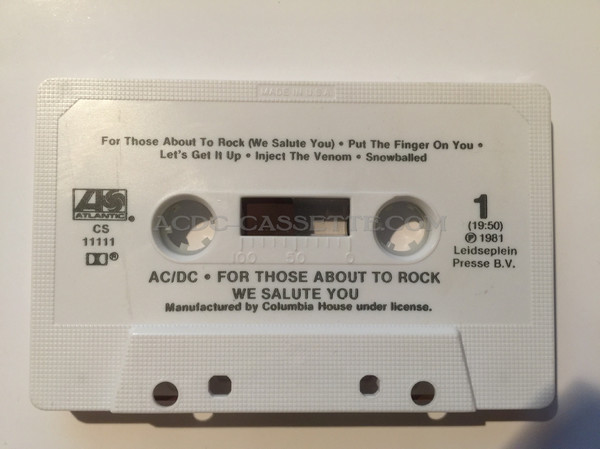 MADE IN U.S.A.
For Those About To Rock (We Salute You) • Put The Finger On You •
Let's Get It Up • Inject The Venom • Snowballed
ATLANTIC ®
CS
11111
DD®
1
(19:50)
℗ 1981
Leidseplein
Presse B.V.
ACDC-CASSETTE.COM
100 50 0
AC/DC • FOR THOSE ABOUT TO ROCK
WE SALUTE YOU
Manufactured by Columbia House under license.